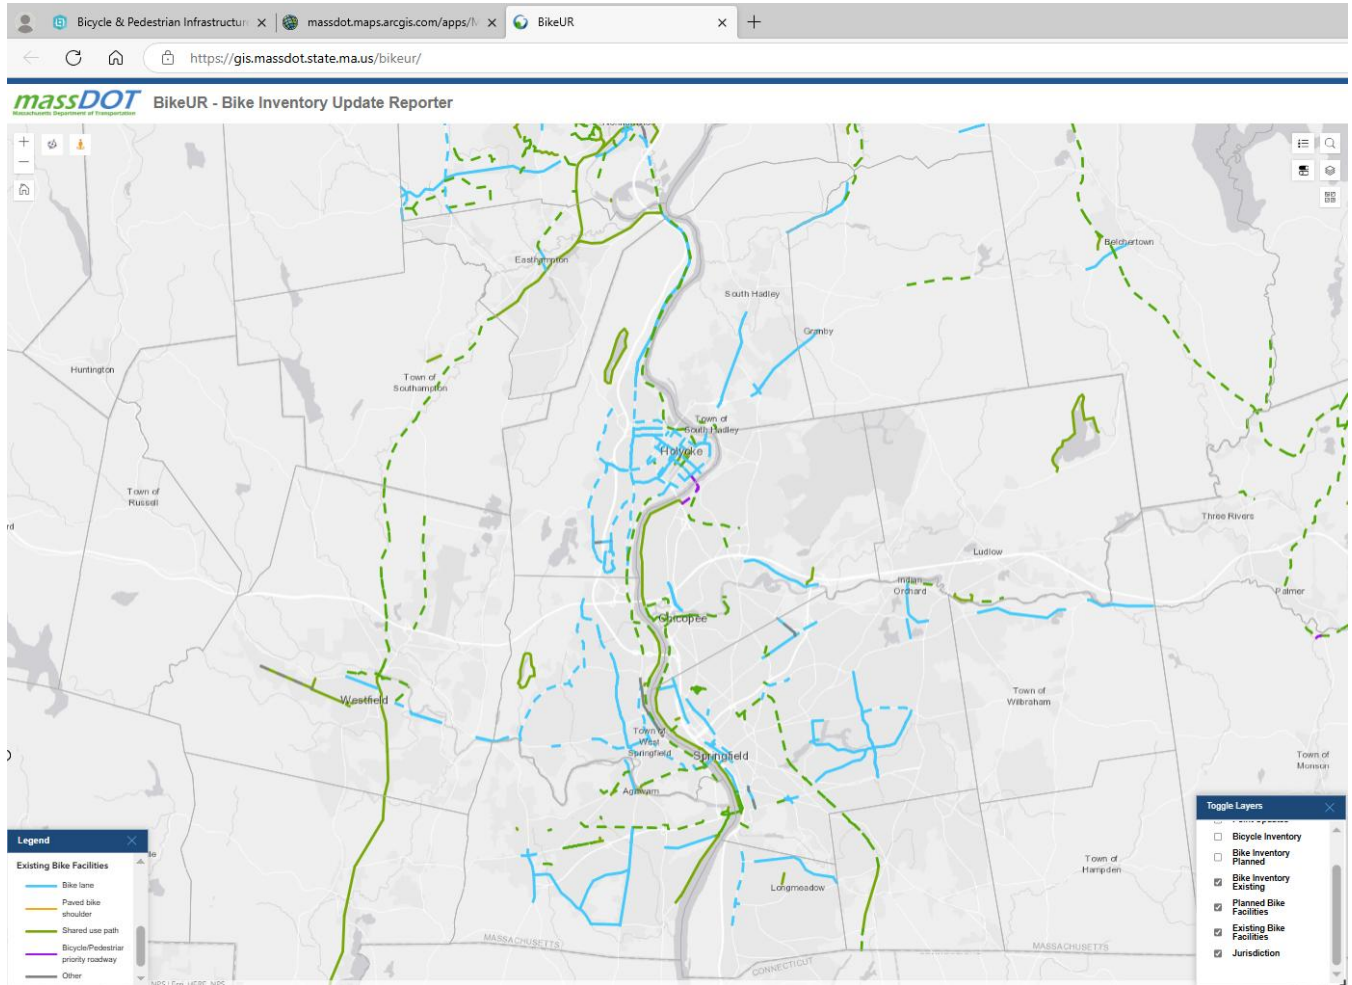 Bicycle & Pedestrian Infrastructur
massdot.maps.arcgis.com/apps/M
BikeUR
https://gis.massdot.state.ma.us/bikeur/
massDOT
Massachusetts Department of Transportation
BikeUR - Bike Inventory Update Reporter
Belchertown
Easthampton
South Hadley
Granby
Huntington
Town of
Southampton
Town of
South Hadley
Holyoke
Town of
Russell
Three Rivers
Ludlow
Indian
Orchard
Palmer
Chicopee
Westfield
Town of
Wilbraham
Town of
West
Springfield
Springfield
Town of
Monson
Agawam
Town of
Hampden
Longmeadow
MASSACHUSETTS
MASSACHUSETTS
CONNECTICUT
Legend
Existing Bike Facilities
Bike lane
Paved bike
shoulder
Shared use path
Bicycle/Pedestriar
priority roadway
Other
Toggle Layers
Bicycle Inventory
Bike Inventory
Planned
Bike Inventory
Existing
Planned Bike
Facilities
Existing Bike
Facilities
Jurisdiction